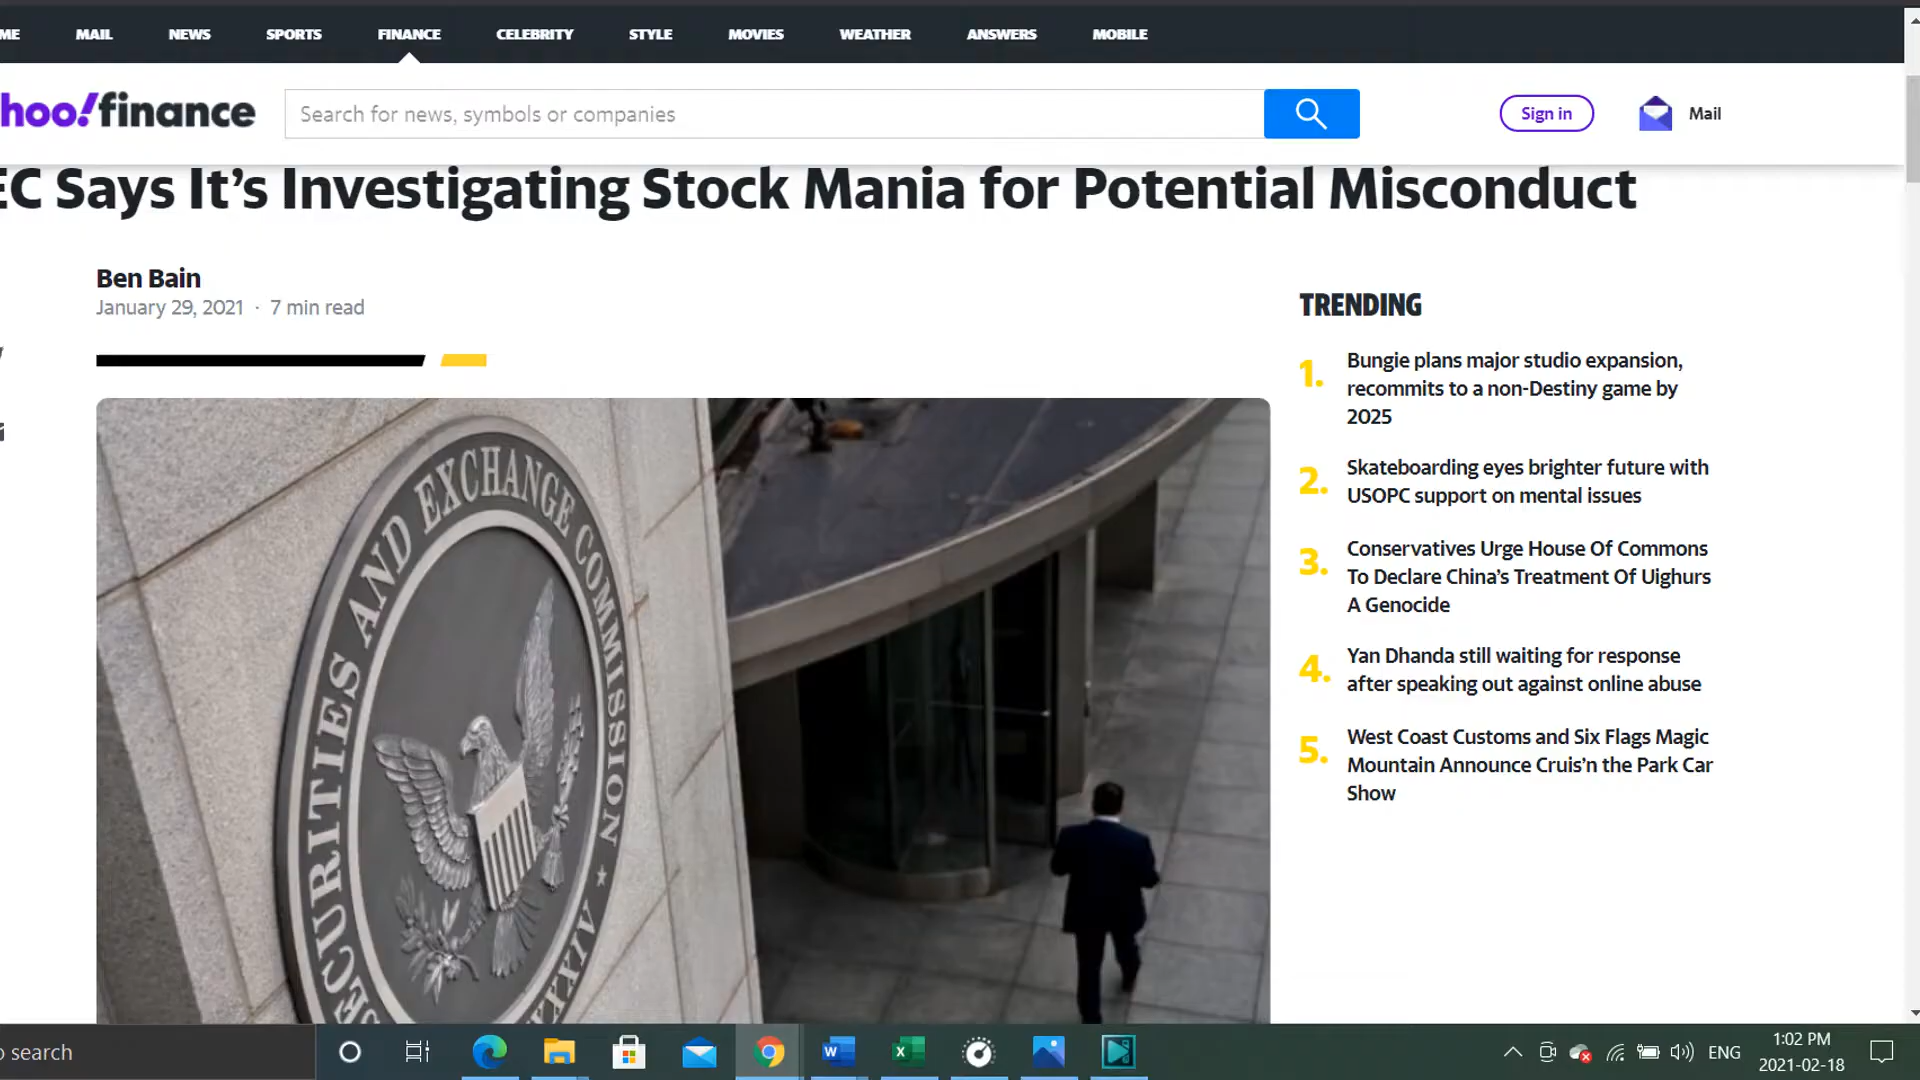 ME MAIL NEWS SPORTS FINANCE CELEBRITY STYLE MOVIES WEATHER ANSWERS MOBILE
hoo!finance
Search for news, symbols or companies
Sign in
Mail
EC Says It’s Investigating Stock Mania for Potential Misconduct
Ben Bain
January 29, 2021 · 7 min read
SECURITIES AND EXCHANGE COMMISSION ★
MXXXIV
TRENDING
1. Bungie plans major studio expansion,
recommits to a non-Destiny game by
2025
2. Skateboarding eyes brighter future with
USOPC support on mental issues
3. Conservatives Urge House Of Commons
To Declare China’s Treatment Of Uighurs
A Genocide
4. Yan Dhanda still waiting for response
after speaking out against online abuse
5. West Coast Customs and Six Flags Magic
Mountain Announce Cruis’n the Park Car
Show
o search
ENG
1:02 PM
2021-02-18